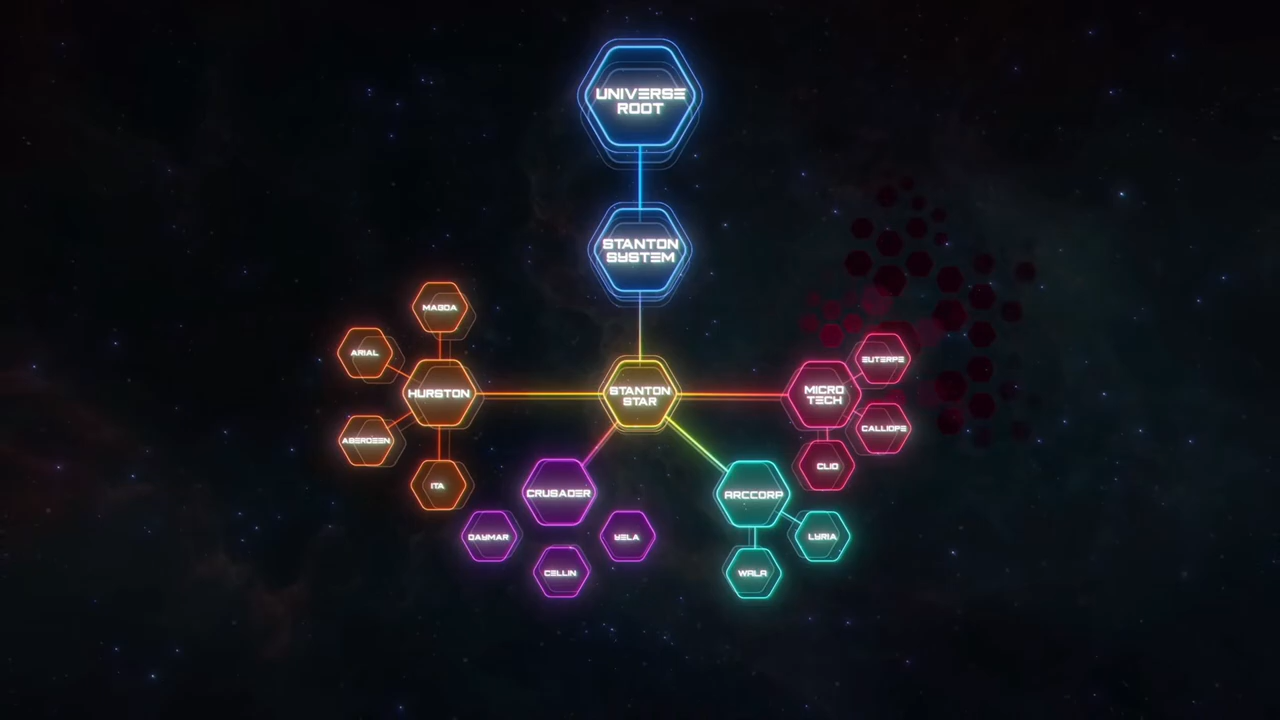 UNIVERSE
ROOT
STANTON
SYSTEM
MAGDA
ARIAL
HURSTON
ABERDEEN
ITA
STANTON
STAR
MICRO
TECH
EUTERPE
CALLIOPE
CLIO
CRUSADER
DAYMAR
YELA
CELLIN
ARCCORP
LYRIA
WALA